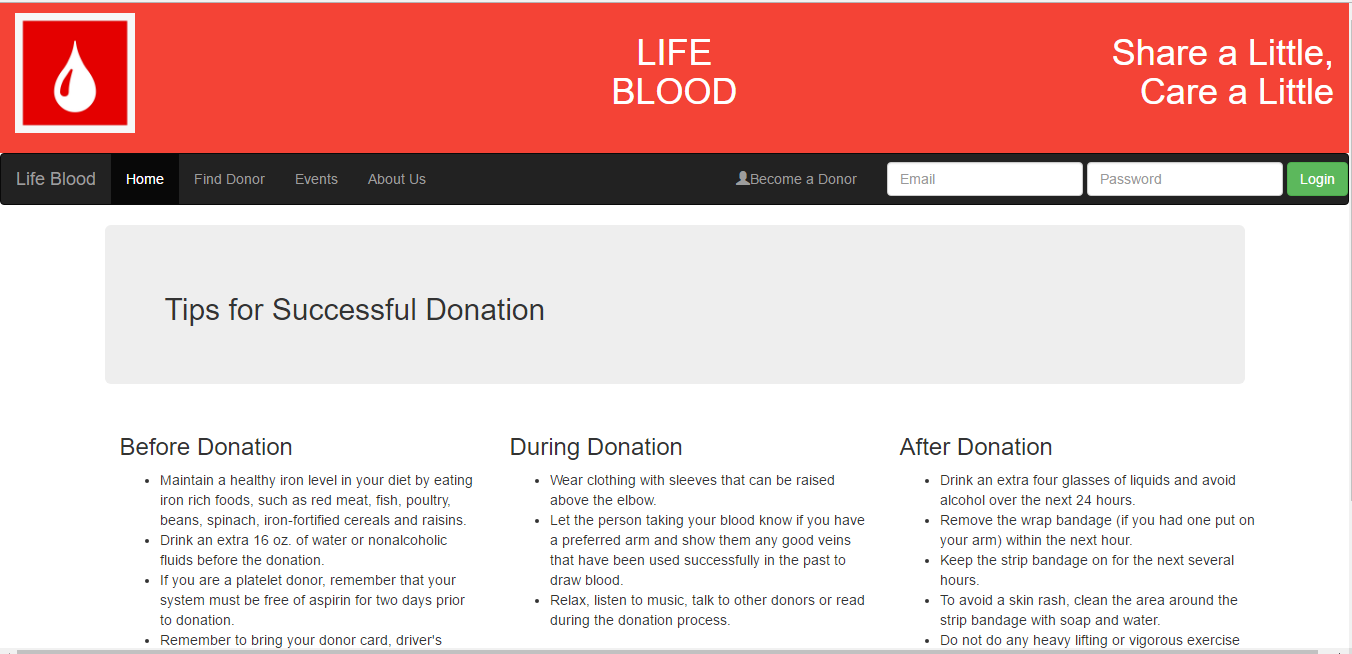 LIFE
BLOOD
Share a Little,
Care a Little
Life Blood
Home
Find Donor
Events
About Us
Become a Donor
Email
Password
Login
Tips for Successful Donation
Before Donation
• Maintain a healthy iron level in your diet by eating
iron rich foods, such as red meat, fish, poultry,
beans, spinach, iron-fortified cereals and raisins.
• Drink an extra 16 oz. of water or nonalcoholic
fluids before the donation.
• If you are a platelet donor, remember that your
system must be free of aspirin for two days prior
to donation.
• Remember to bring your donor card, driver's
During Donation
• Wear clothing with sleeves that can be raised
above the elbow.
• Let the person taking your blood know if you have
a preferred arm and show them any good veins
that have been used successfully in the past to
draw blood.
• Relax, listen to music, talk to other donors or read
during the donation process.
After Donation
• Drink an extra four glasses of liquids and avoid
alcohol over the next 24 hours.
• Remove the wrap bandage (if you had one put on
your arm) within the next hour.
• Keep the strip bandage on for the next several
hours.
• To avoid a skin rash, clean the area around the
strip bandage with soap and water.
• Do not do any heavy lifting or vigorous exercise